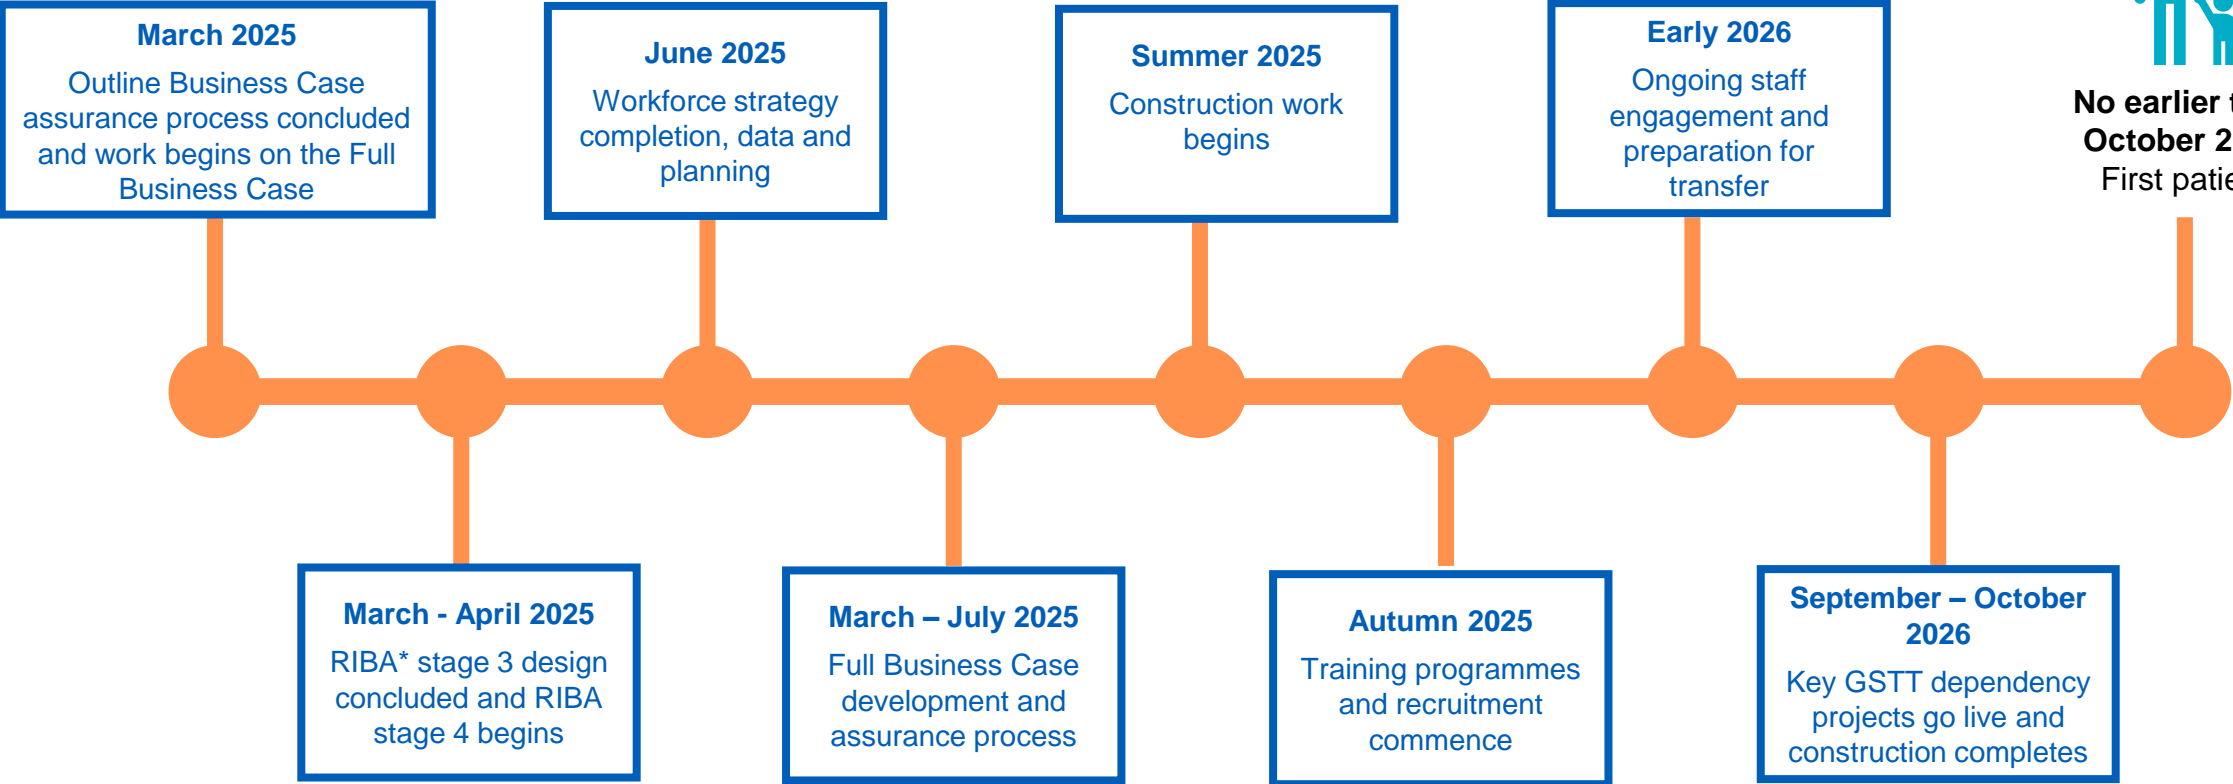 March 2025
Outline Business Case
assurance process concluded
and work begins on the Full
Business Case
March - April 2025
RIBA* stage 3 design
concluded and RIBA
stage 4 begins
June 2025
Workforce strategy
completion, data and
planning
March – July 2025
Full Business Case
development and
assurance process
Summer 2025
Construction work
begins
Autumn 2025
Training programmes
and recruitment
commence
Early 2026
Ongoing staff
engagement and
preparation for
transfer
September – October
2026
Key GSTT dependency
projects go live and
construction completes
No earlier
October
First